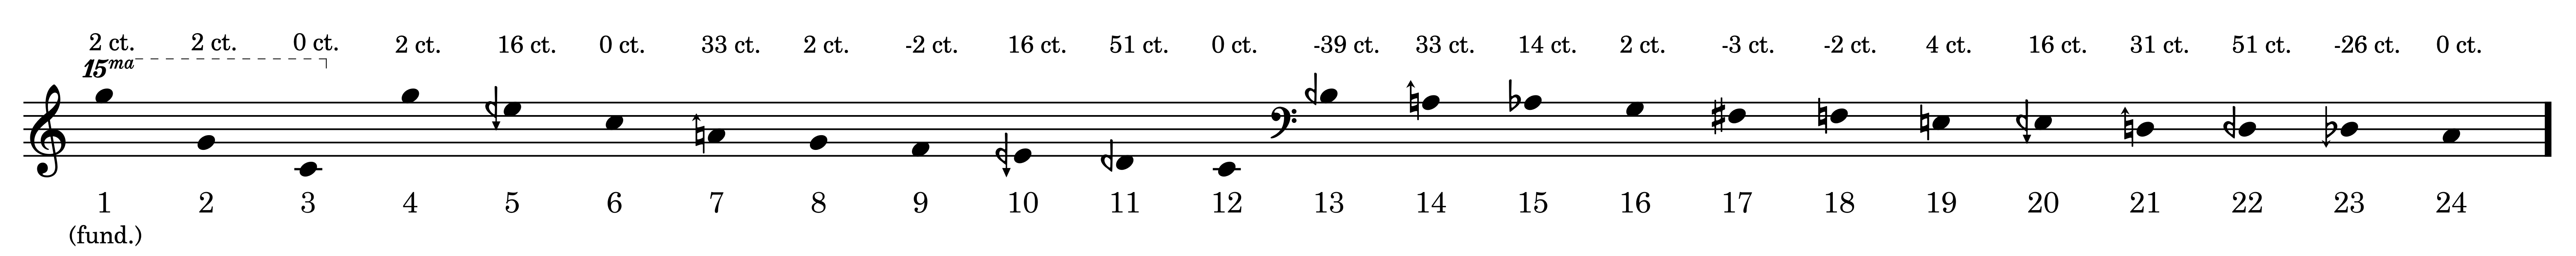 2 ct. 2 ct. 0 ct. 2 ct. 16 ct. 0 ct. 33 ct. 2 ct. -2 ct. 16 ct. 51 ct. 0 ct. -39 ct. 33 ct. 14 ct. 2 ct. -3 ct. -2 ct. 4 ct. 16 ct. 31 ct. 51 ct. -26 ct. 0 ct.
15ma
1 2 3 4 5 6 7 8 9 10 11 12 13 14 15 16 17 18 19 20 21 22 23 24
(fund.)